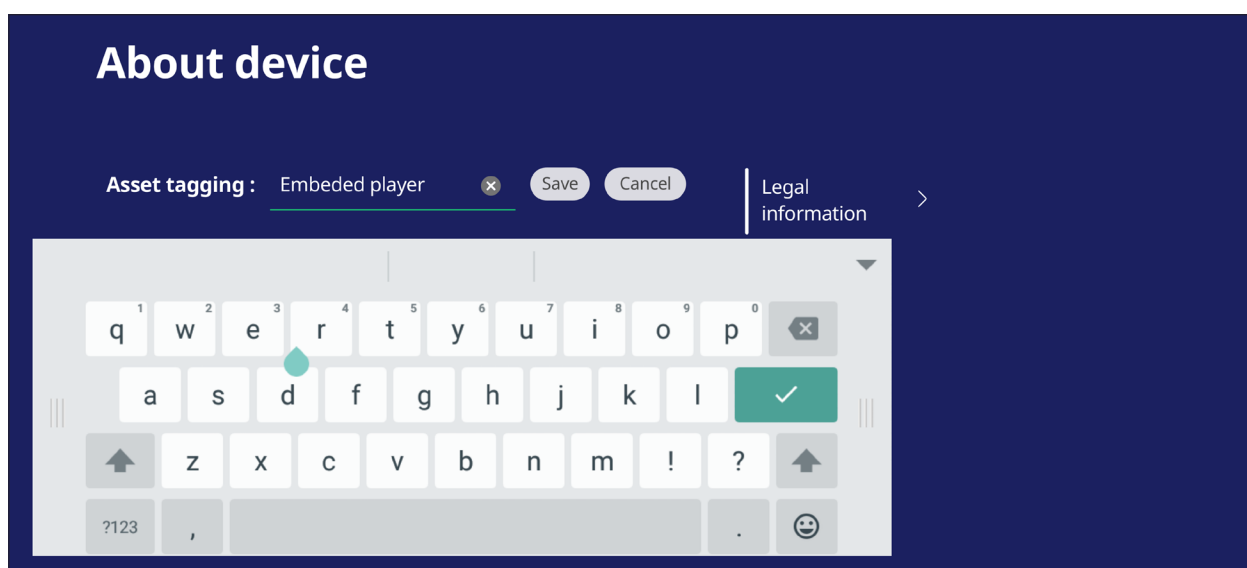 About device
Asset tagging : Embeded player Save Cancel
Legal
information
1 2 3 4 5 6 7 8 9 0
q w e r t y u i o p
a s d f g h j k l
z x c v b n m ! ?
?123 , .